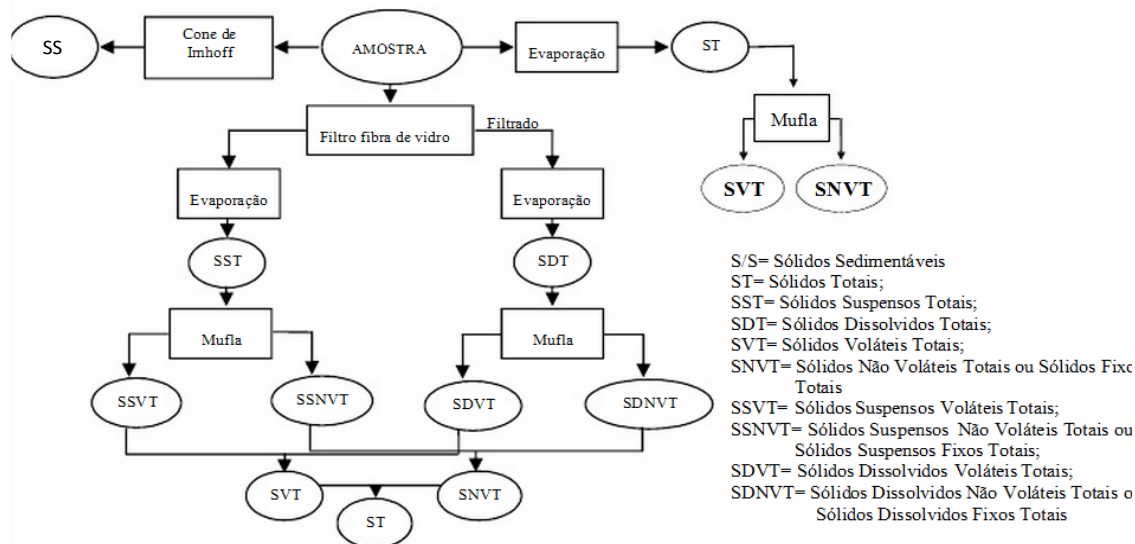 SS
Cone de
Imhoff
AMOSTRA
Evaporação
ST
Mufla
SVT
SNVT
Filtro fibra de vidro
Filtrado
Evaporação
Evaporação
SST
SDT
Mufla
Mufla
SSVT
SSNVT
SDVT
SDNVT
SVT
SNVT
ST
S/S= Sólidos Sedimentáveis
ST= Sólidos Totais;
SST= Sólidos Suspensos Totais;
SDT= Sólidos Dissolvidos Totais;
SVT= Sólidos Voláteis Totais;
SNVT= Sólidos Não Voláteis Totais ou Sólidos Fixo
Totais
SSVT= Sólidos Suspensos Voláteis Totais;
SSNVT= Sólidos Suspensos Não Voláteis Totais ou
Sólidos Suspensos Fixos Totais;
SDVT= Sólidos Dissolvidos Voláteis Totais;
SDNVT= Sólidos Dissolvidos Não Voláteis Totais o
Sólidos Dissolvidos Fixos Totais